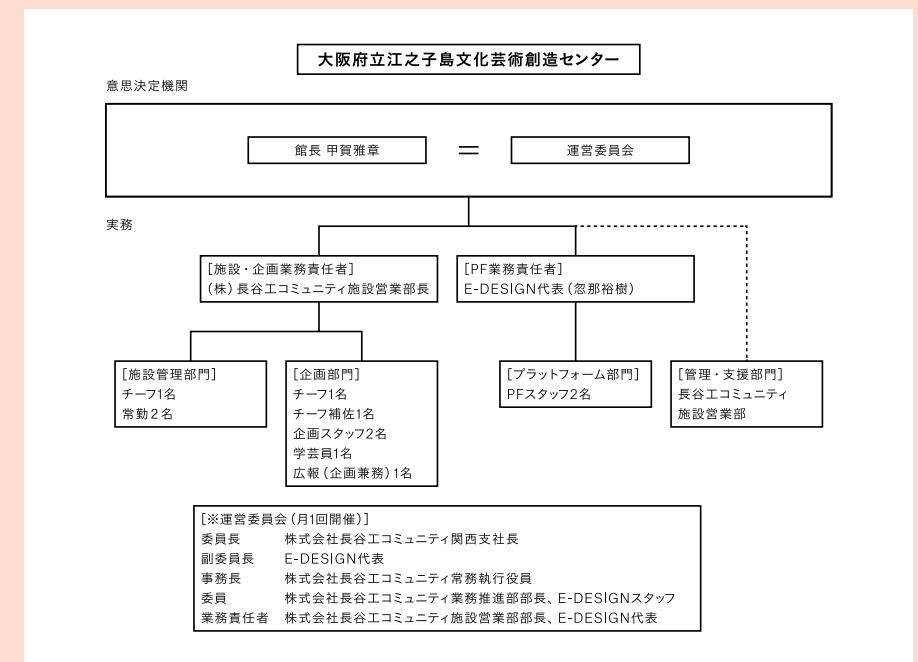 大阪府立江之子島文化芸術創造センター
意思決定機関
館長 甲賀雅章
=
運営委員会
実務
[施設・企画業務責任者]
(株)長谷工コミュニティ施設営業部長
[PF業務責任者]
E-DESIGN代表(忽那裕樹)
[施設管理部門]
チーフ1名
常勤2名
[企画部門]
チーフ1名
チーフ補佐1名
企画スタッフ2名
学芸員1名
広報(企画兼務)1名
[プラットフォーム部門]
PFスタッフ2名
[管理・支援部門]
長谷工コミュニティ
施設営業部
[※運営委員会(月1回開催)]
委員長 株式会社長谷工コミュニティ関西支社長
副委員長 E-DESIGN代表
事務長 株式会社長谷工コミュニティ常務執行役員
委員 株式会社長谷工コミュニティ業務推進部部長、E-DESIGNスタッフ
業務責任者 株式会社長谷工コミュニティ施設営業部部長、E-DESIGN代表